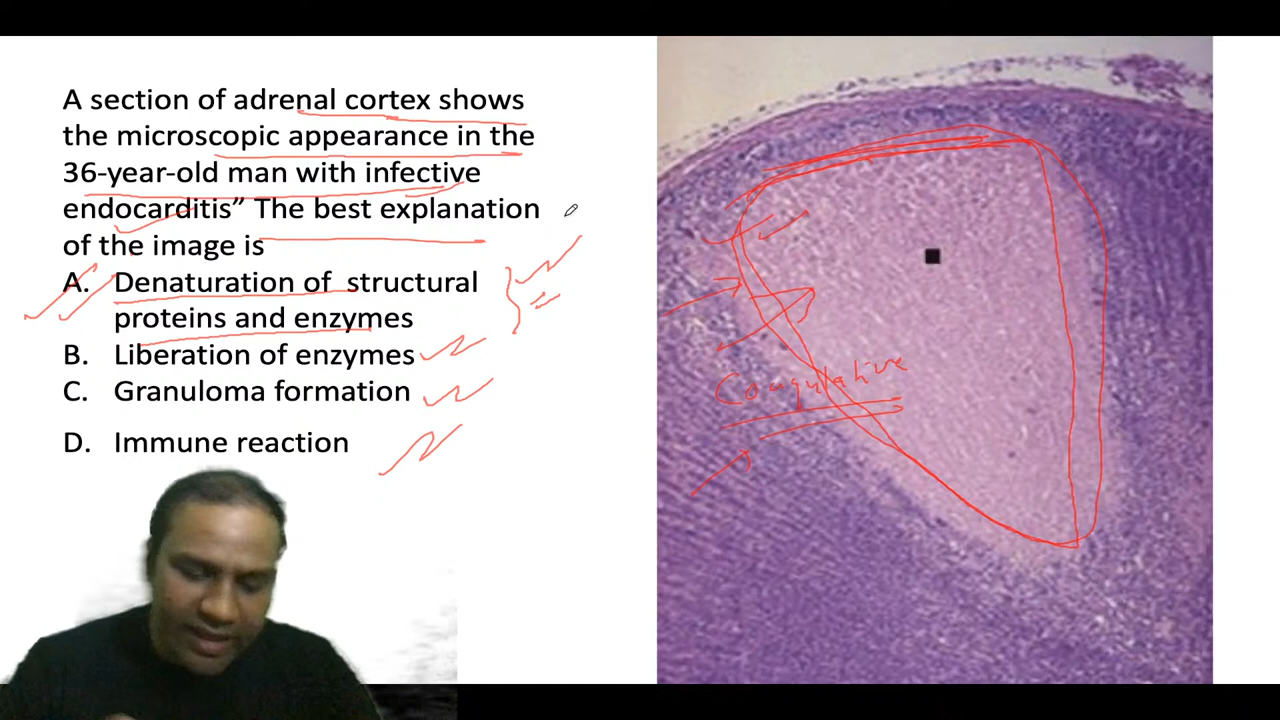 A section of adrenal cortex shows
the microscopic appearance in the
36-year-old man with infective
endocarditis” The best explanation
of the image is
A. Denaturation of structural
proteins and enzymes
B. Liberation of enzymes
C. Granuloma formation
D. Immune reaction
Coagulative